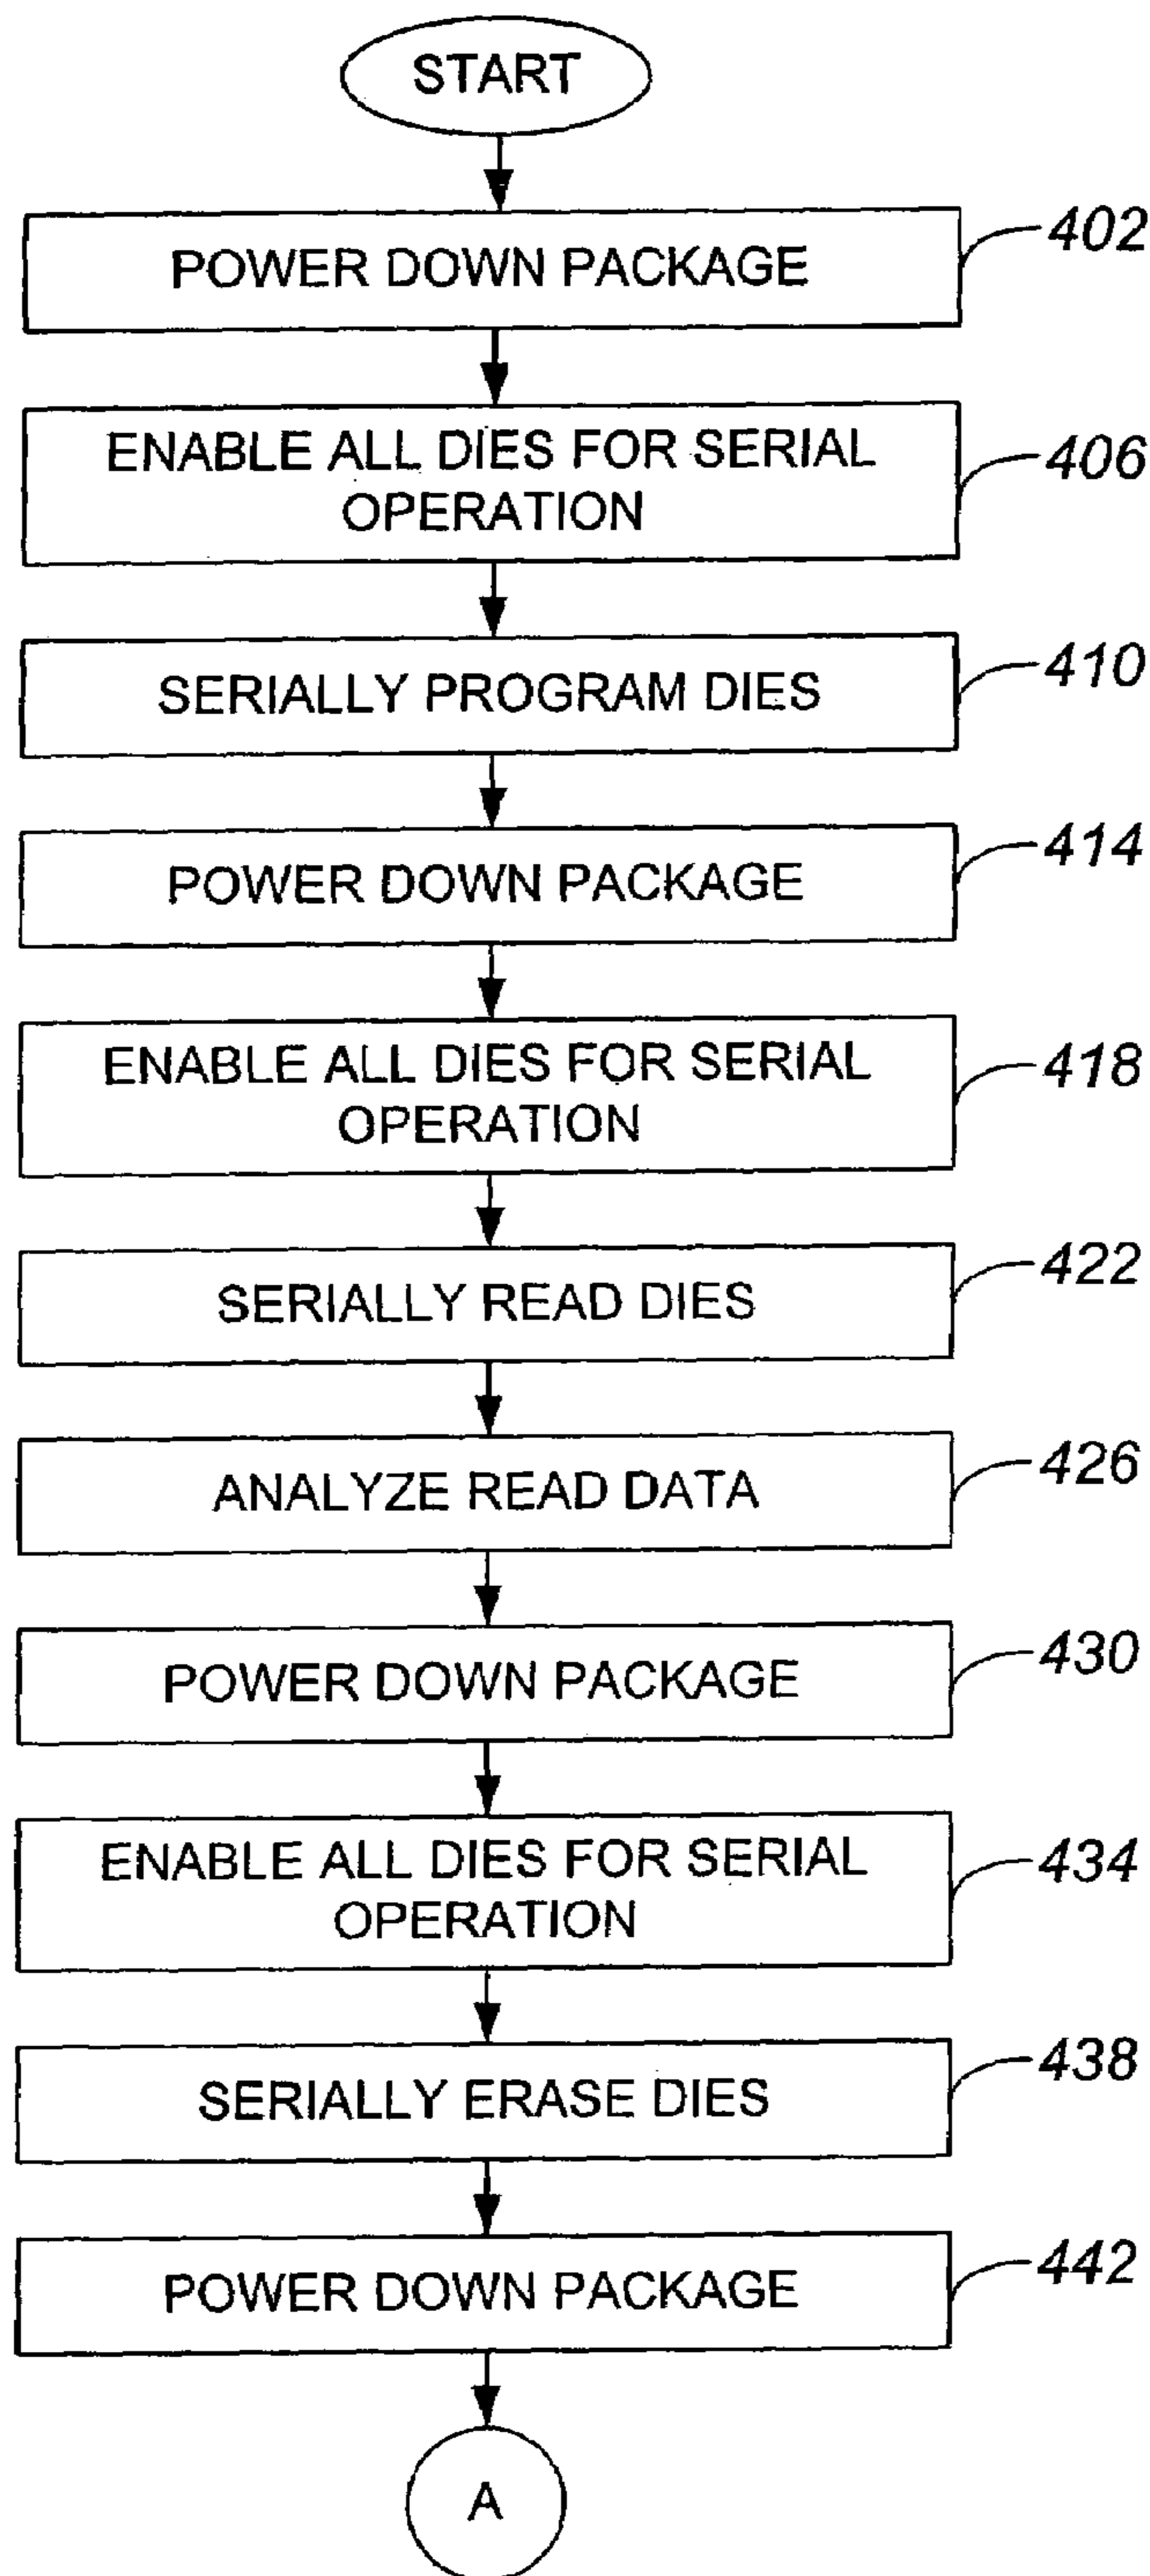 START
POWER DOWN PACKAGE
402
ENABLE ALL DIES FOR SERIAL
OPERATION
406
SERIALLY PROGRAM DIES
410
POWER DOWN PACKAGE
414
ENABLE ALL DIES FOR SERIAL
OPERATION
418
SERIALLY READ DIES
422
ANALYZE READ DATA
426
POWER DOWN PACKAGE
430
ENABLE ALL DIES FOR SERIAL
OPERATION
434
SERIALLY ERASE DIES
438
POWER DOWN PACKAGE
442
A